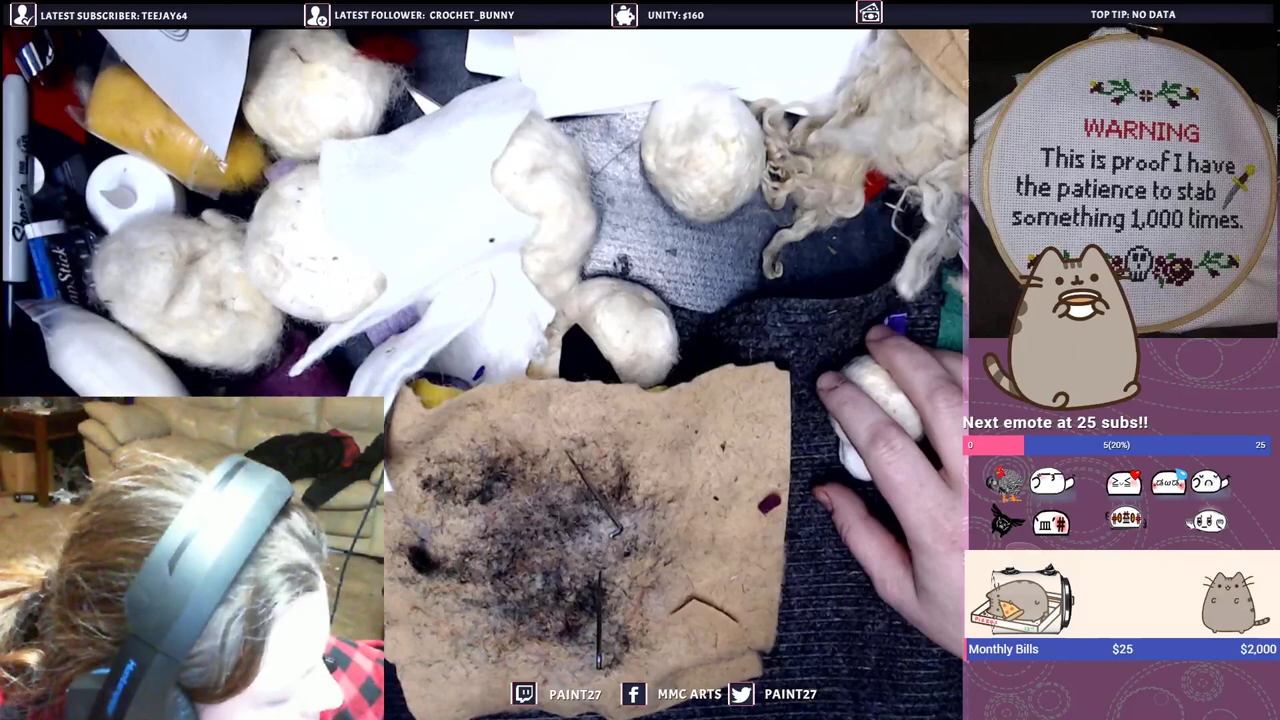 LATEST SUBSCRIBER: TEEJAY64
LATEST FOLLOWER: CROCHET_BUNNY
UNITY: $160
TOP TIP: NO DATA
WARNING
This is proof I have
the patience to stab
something 1,000 times.
Sharpie
Next emote at 25 subs!!
0 5(20%) 25
Monthly Bills $25 $2,000
PAINT27
MMC ARTS
PAINT27